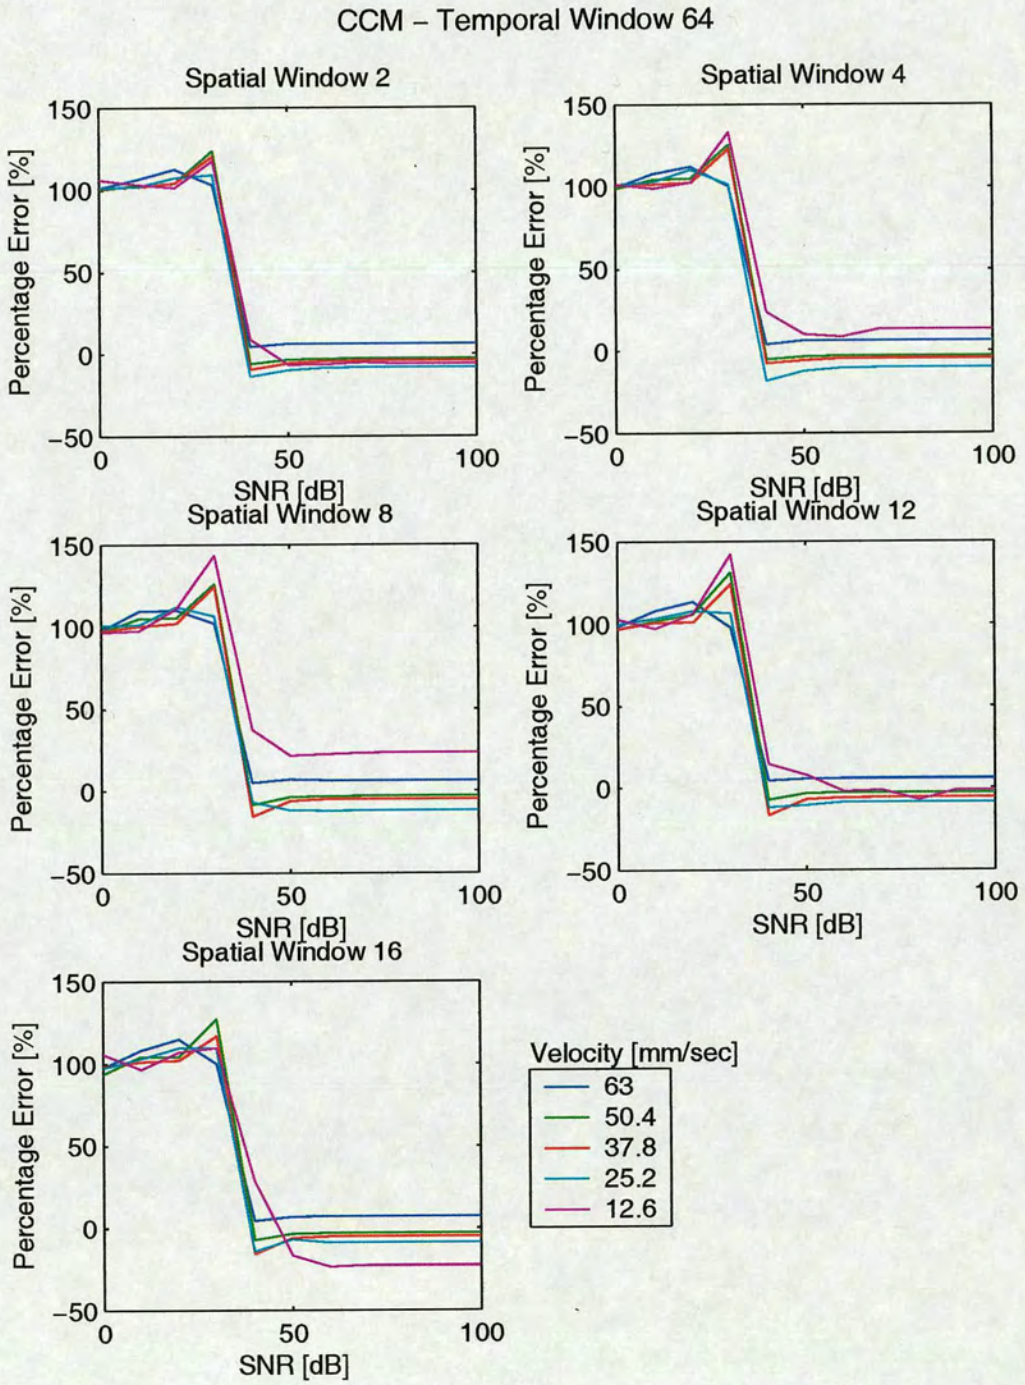 CCM – Temporal Window 64
Spatial Window 2
150
100
50
0
−50
0
50
100
Percentage Error [%]
SNR [dB]
Spatial Window 4
150
100
50
0
−50
0
50
100
Percentage Error [%]
SNR [dB]
Spatial Window 8
150
100
50
0
−50
0
50
100
Percentage Error [%]
SNR [dB]
Spatial Window 12
150
100
50
0
−50
0
50
100
Percentage Error [%]
SNR [dB]
Spatial Window 16
150
100
50
0
−50
0
50
100
Percentage Error [%]
SNR [dB]
Velocity [mm/sec]
63
50.4
37.8
25.2
12.6